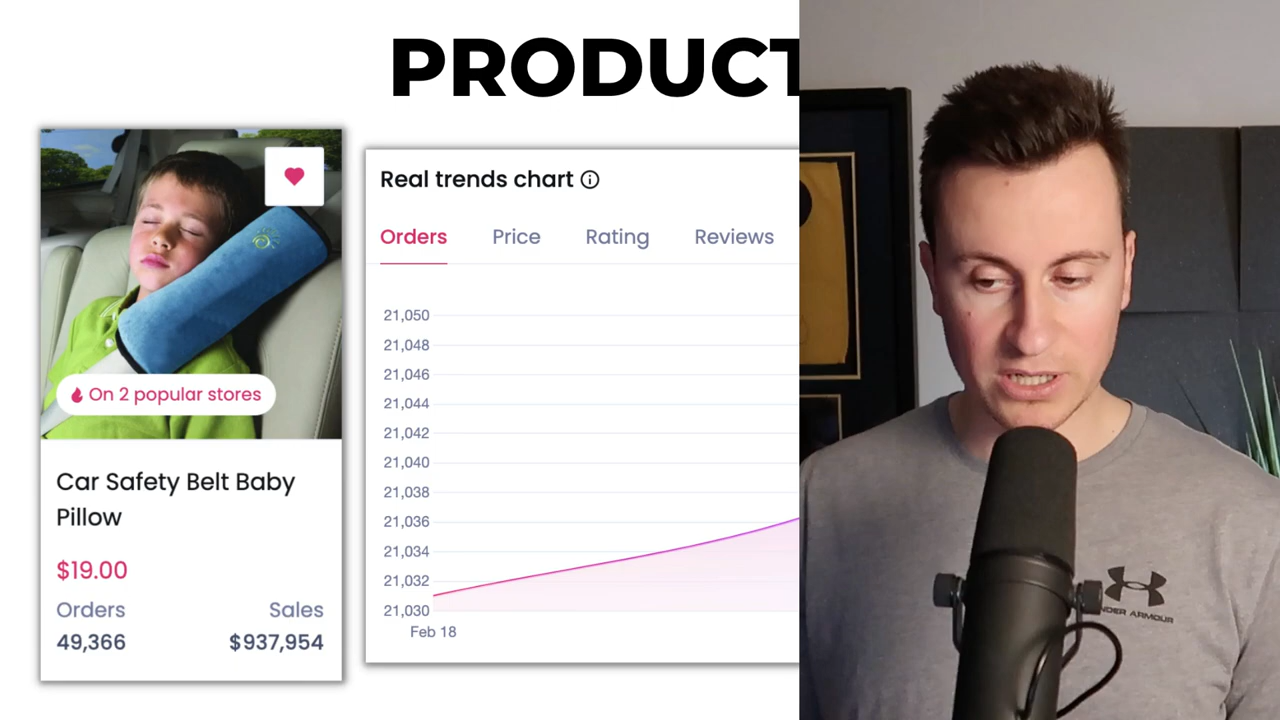 PRODUCT
On 2 popular stores
Car Safety Belt Baby
Pillow
$19.00
Orders Sales
49,366 $937,954
Real trends chart
Orders Price Rating Reviews
21,050
21,048
21,046
21,044
21,042
21,040
21,038
21,036
21,034
21,032
21,030
Feb 18
UNDER ARMOUR